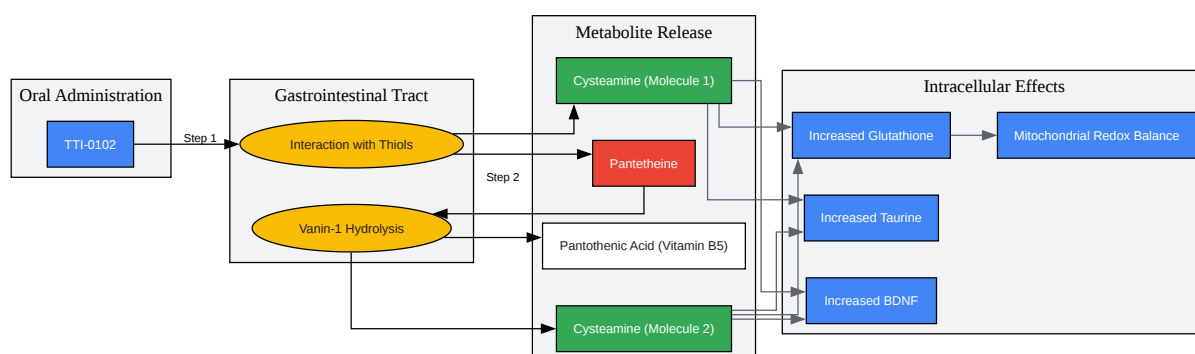 Oral Administration
TTI-0102
Step 1
Gastrointestinal Tract
Interaction with Thiols
Vanin-1 Hydrolysis
Step 2
Metabolite Release
Cysteamine (Molecule 1)
Pantetheine
Pantothenic Acid (Vitamin B5)
Cysteamine (Molecule 2)
Intracellular Effects
Increased Glutathione
Mitochondrial Redox Balance
Increased Taurine
Increased BDNF